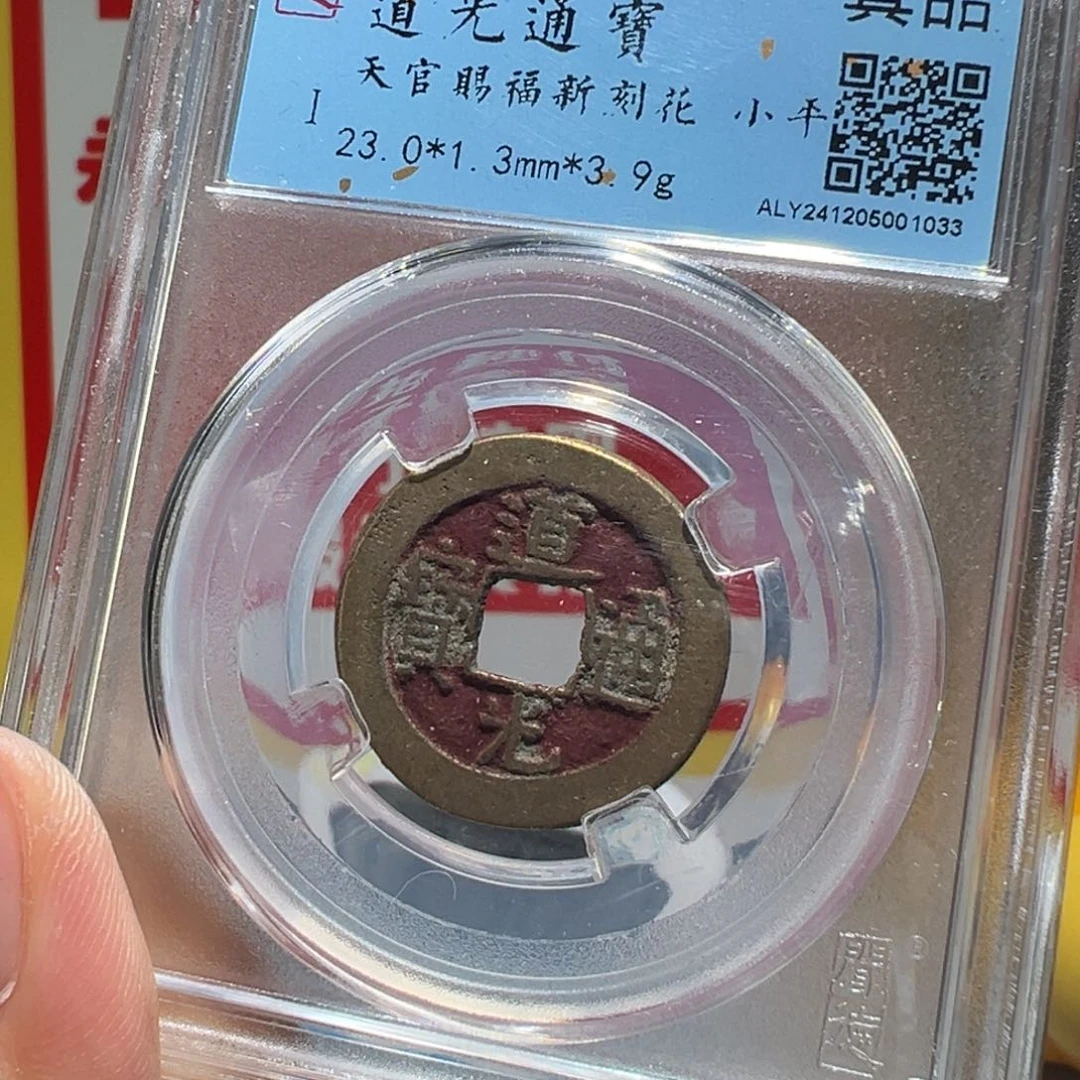 道光通寶
真品
天官賜福新刻花 小平
I 23.0*1.3mm*3.9g
ALY241205001033
道光通寶